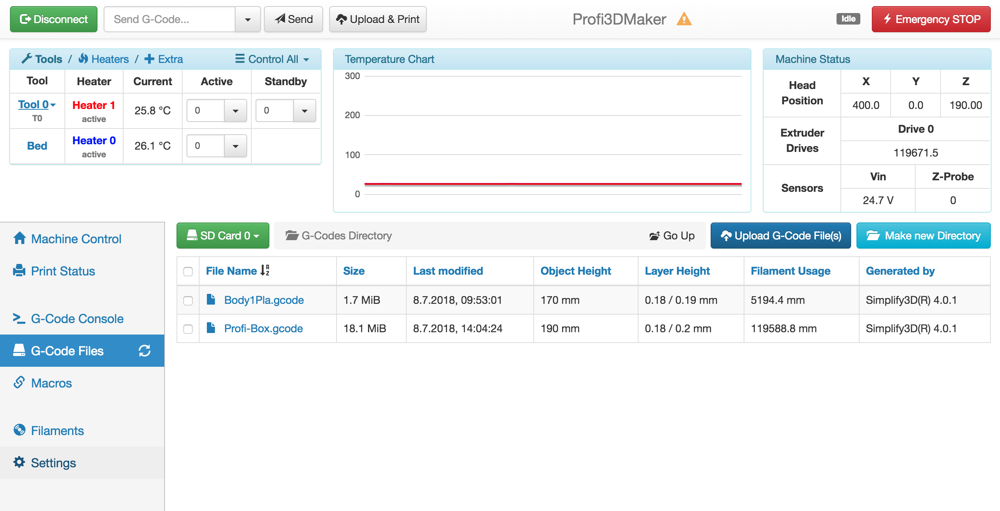 Disconnect Send G-Code... Send Upload & Print Profi3DMaker Idle Emergency STOP
Tools / Heaters / Extra Control All
Tool Heater Current Active Standby
Tool 0 Heater 1 25.8 °C 0 0
T0 active
Bed Heater 0 26.1 °C 0
active
Temperature Chart
300
200
100
0
Machine Status
Head Position X Y Z
400.0 0.0 190.00
Extruder Drives Drive 0
119671.5
Sensors Vin Z-Probe
24.7 V 0
Machine Control
Print Status
G-Code Console
G-Code Files
Macros
Filaments
Settings
SD Card 0 G-Codes Directory Go Up Upload G-Code File(s) Make new Directory
File Name Size Last modified Object Height Layer Height Filament Usage Generated by
Body1Pla.gcode 1.7 MiB 8.7.2018, 09:53:01 170 mm 0.18 / 0.19 mm 5194.4 mm Simplify3D(R) 4.0.1
Profi-Box.gcode 18.1 MiB 8.7.2018, 14:04:24 190 mm 0.18 / 0.2 mm 119588.8 mm Simplify3D(R) 4.0.1